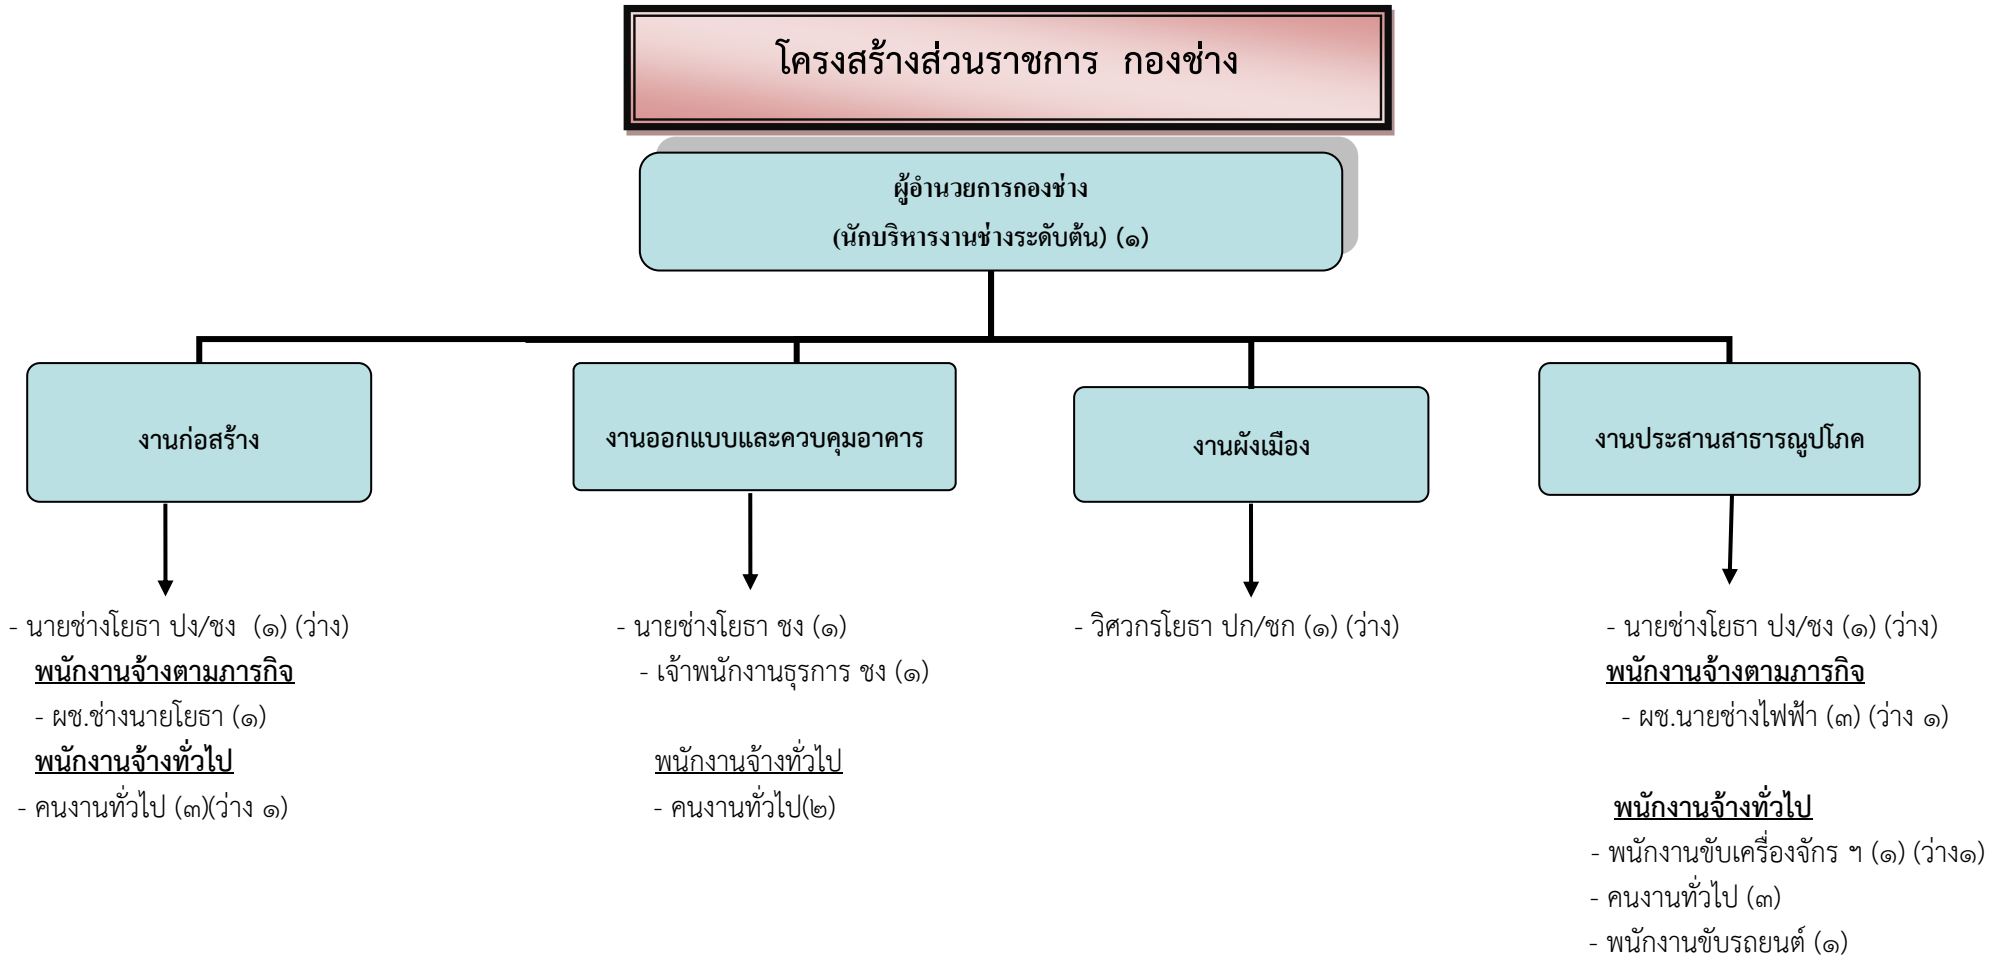 โครงสร้างส่วนราชการ กองช่าง
ผู้อำนวยการกองช่าง
(นักบริหารงานช่างระดับต้น) (๑)
งานก่อสร้าง
- นายช่างโยธา ปง/ชง (๑) (ว่าง)
พนักงานจ้างตามภารกิจ
- ผช.ช่างนายโยธา (๑)
พนักงานจ้างทั่วไป
- คนงานทั่วไป (๓)(ว่าง ๑)
งานออกแบบและควบคุมอาคาร
- นายช่างโยธา ชง (๑)
- เจ้าพนักงานธุรการ ชง (๑)
พนักงานจ้างทั่วไป
- คนงานทั่วไป(๒)
งานผังเมือง
- วิศวกรโยธา ปก/ชก (๑) (ว่าง)
งานประสานสาธารณูปโภค
- นายช่างโยธา ปง/ชง (๑) (ว่าง)
พนักงานจ้างตามภารกิจ
- ผช.นายช่างไฟฟ้า (๓) (ว่าง ๑)
พนักงานจ้างทั่วไป
- พนักงานขับเครื่องจักร ฯ (๑) (ว่าง๑)
- คนงานทั่วไป (๓)
- พนักงานขับรถยนต์ (๑)